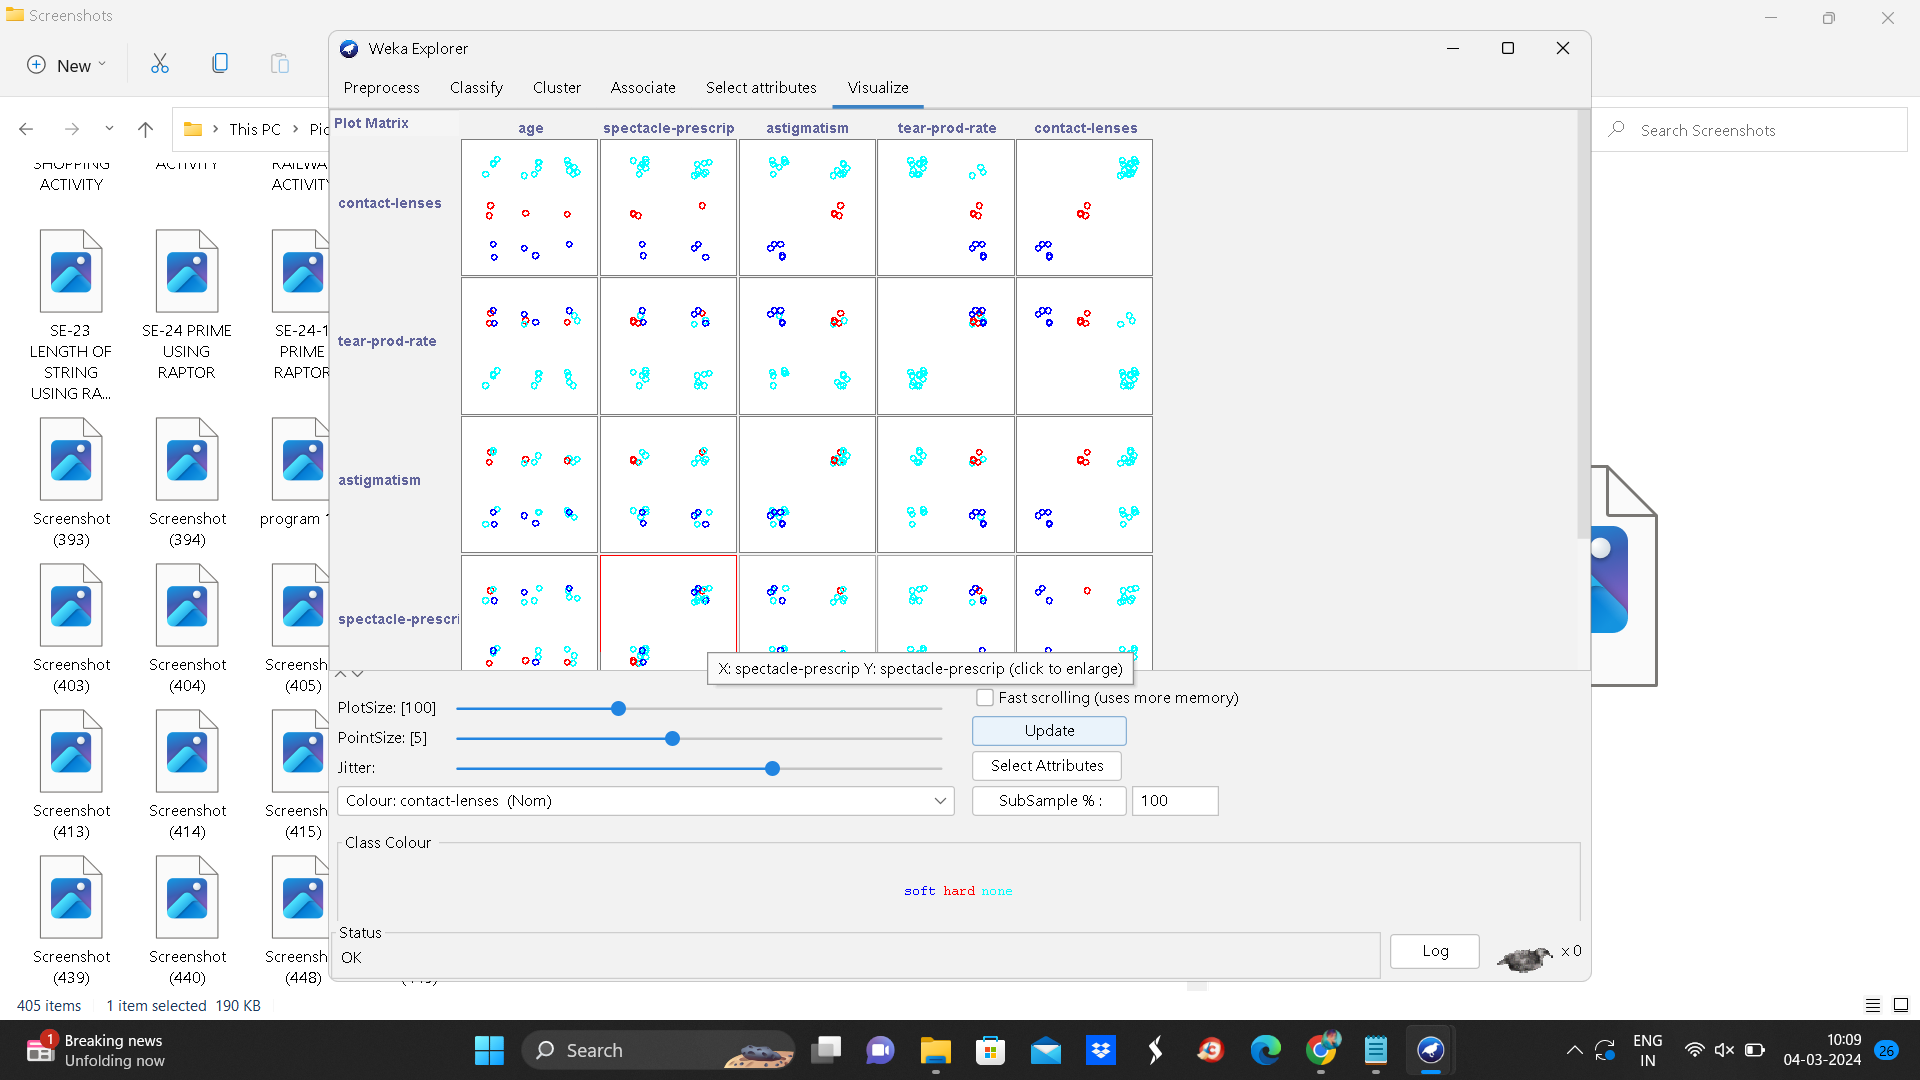 Screenshots
New
This PC
Search Screenshots
SHOPPING
ACTIVITY
ACTIVITY
ACTIVITY
SE-23
LENGTH OF
STRING
USING RA...
SE-24 PRIME
USING
RAPTOR
SE-24-1
PRIME
RAPTOR
Screenshot
(393)
Screenshot
(394)
program
Screenshot
(403)
Screenshot
(404)
Screensh
(405)
Screenshot
(413)
Screenshot
(414)
Screensh
(415)
Screenshot
(439)
Screenshot
(440)
Screensh
(448)
405 items
1 item selected 190 KB
Weka Explorer
Preprocess
Classify
Cluster
Associate
Select attributes
Visualize
Plot Matrix
age
spectacle-prescrip
astigmatism
tear-prod-rate
contact-lenses
contact-lenses
tear-prod-rate
astigmatism
spectacle-prescri
X: spectacle-prescrip Y: spectacle-prescrip (click to enlarge)
PlotSize: [100]
Fast scrolling (uses more memory)
PointSize: [5]
Update
Jitter:
Select Attributes
Colour: contact-lenses (Nom)
SubSample % :
100
Class Colour
soft hard none
Status
OK
Log
x 0
1
Breaking news
Unfolding now
Search
ENG
IN
10:09
04-03-2024
26